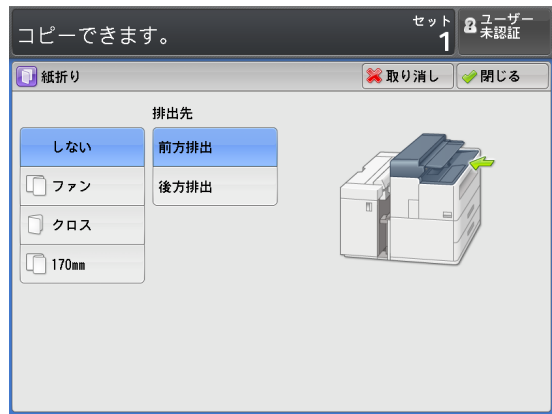 コピーできます。
セット
1
ユーザー
未認証
紙折り
取り消し
閉じる
排出先
しない
前方排出
ファン
後方排出
クロス
170mm